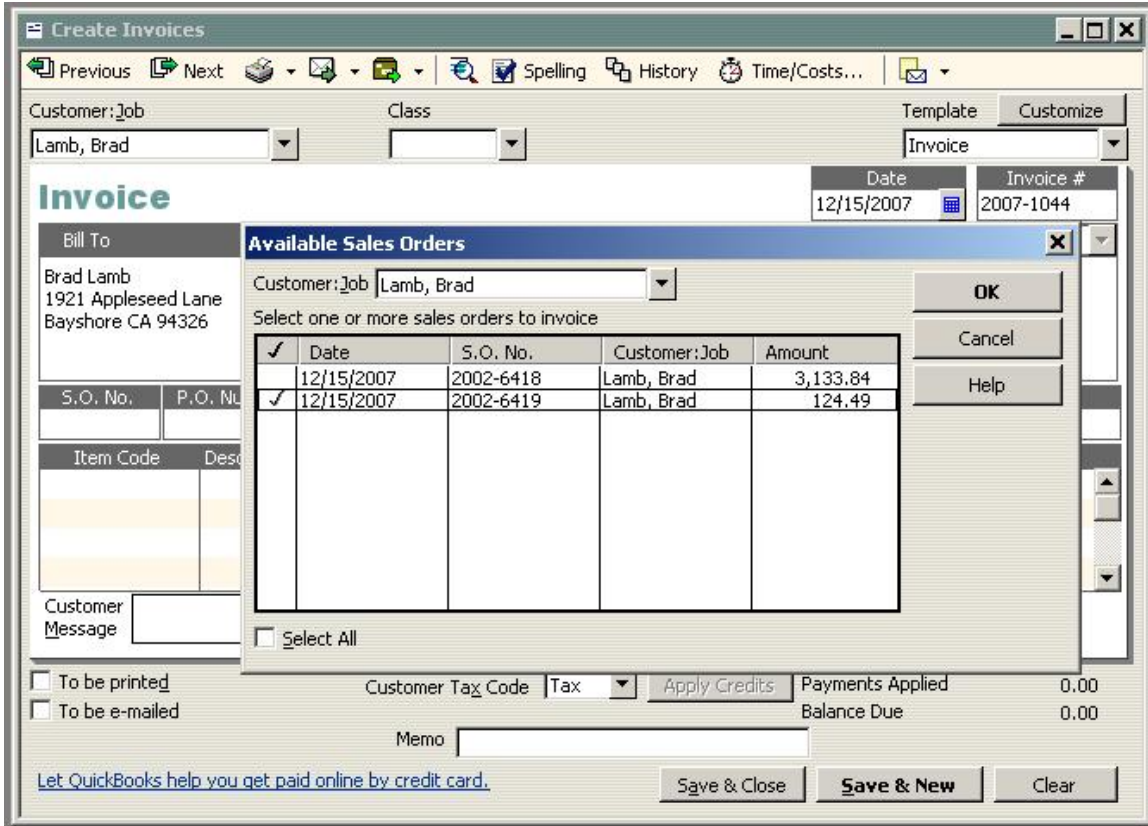 Create Invoices
Previous Next Spelling History Time/Costs...
Customer:Job Class Template Customize
Lamb, Brad Invoice
Invoice
Date Invoice #
12/15/2007 2007-1044
Bill To
Brad Lamb
1921 Appleseed Lane
Bayshore CA 94326
Available Sales Orders
Customer:Job Lamb, Brad
Select one or more sales orders to invoice
✓ Date S.O. No. Customer:Job Amount
12/15/2007 2002-6418 Lamb, Brad 3,133.84
✓ 12/15/2007 2002-6419 Lamb, Brad 124.49
Select All
OK
Cancel
Help
S.O. No. P.O. Nu
Item Code Desc
Customer
Message
To be printed Customer Tax Code Tax Apply Credits Payments Applied 0.00
To be e-mailed Balance Due 0.00
Memo
Let QuickBooks help you get paid online by credit card. Save & Close Save & New Clear